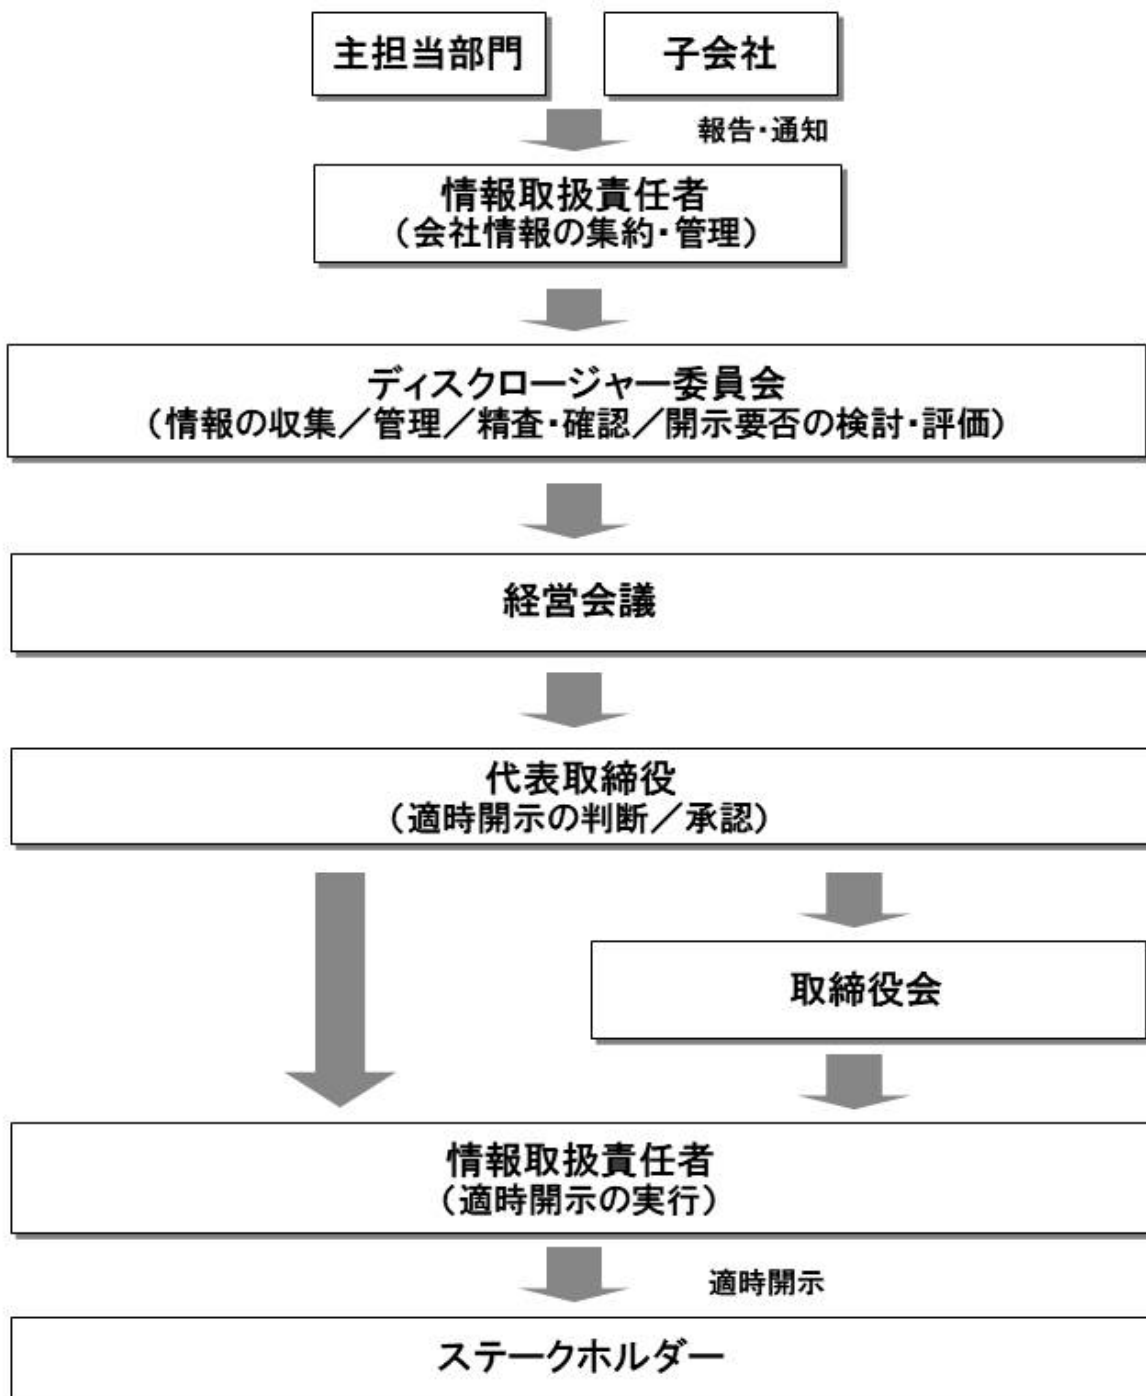 主担当部門
子会社
報告・通知
情報取扱責任者
（会社情報の集約・管理）
ディスクロージャー委員会
（情報の収集／管理／精査・確認／開示要否の検討・評価）
経営会議
代表取締役
（適時開示の判断／承認）
取締役会
情報取扱責任者
（適時開示の実行）
適時開示
ステークホルダー